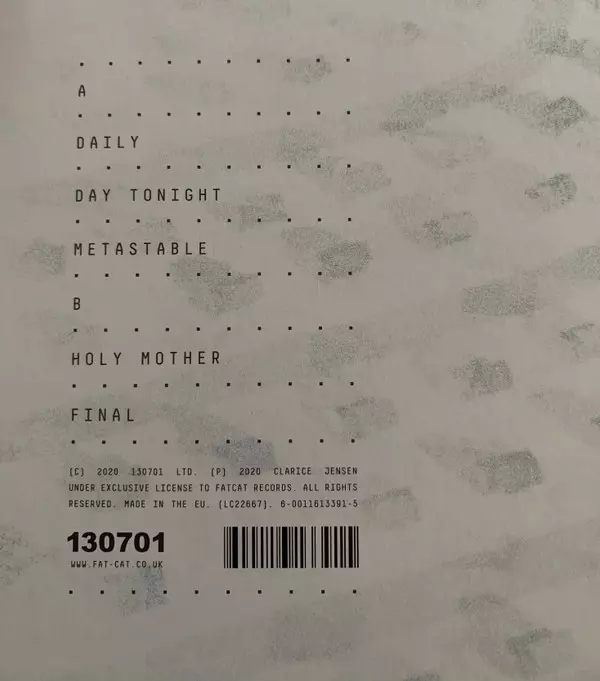 A
DAILY
DAY TONIGHT
METASTABLE
B
HOLY MOTHER
FINAL
(C) 2020 130701 LTD. (P) 2020 CLARICE JENSEN
UNDER EXCLUSIVE LICENSE TO FATCAT RECORDS. ALL RIGHTS
RESERVED. MADE IN THE EU. (LC22667). 6-0011613391-5
130701
WWW.FAT-CAT.CO.UK